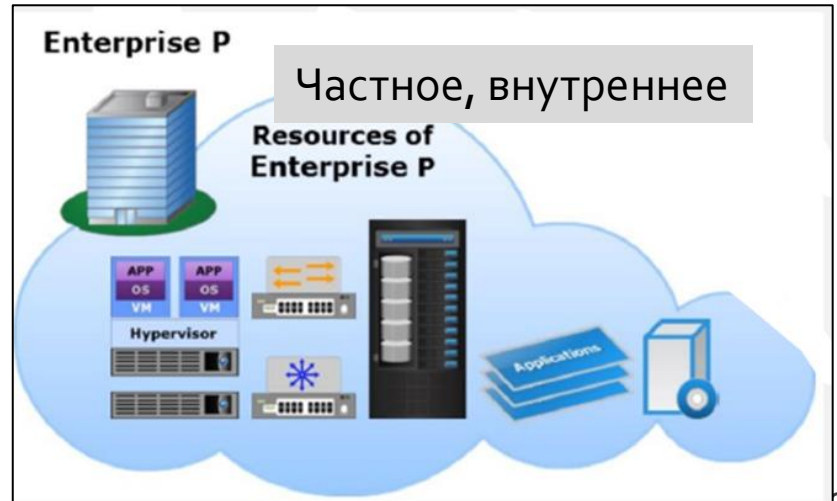 Enterprise P
Частное, внутреннее
Resources of
Enterprise P
APP APP
OS OS
VM VM
Hypervisor
Applications